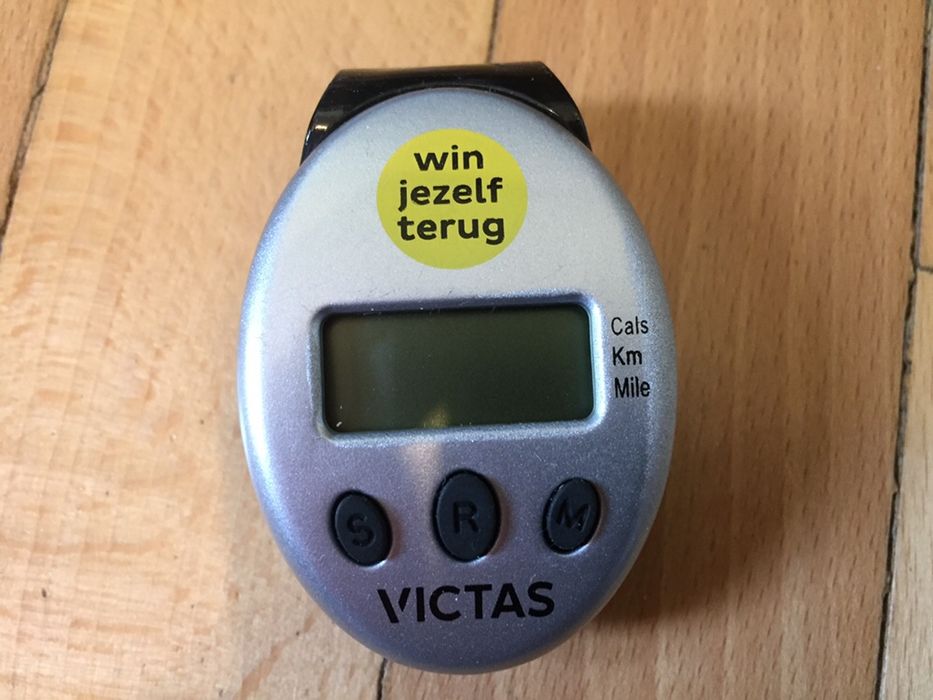 win
jezelf
terug
Cals
Km
Mile
S R M
VICTAS